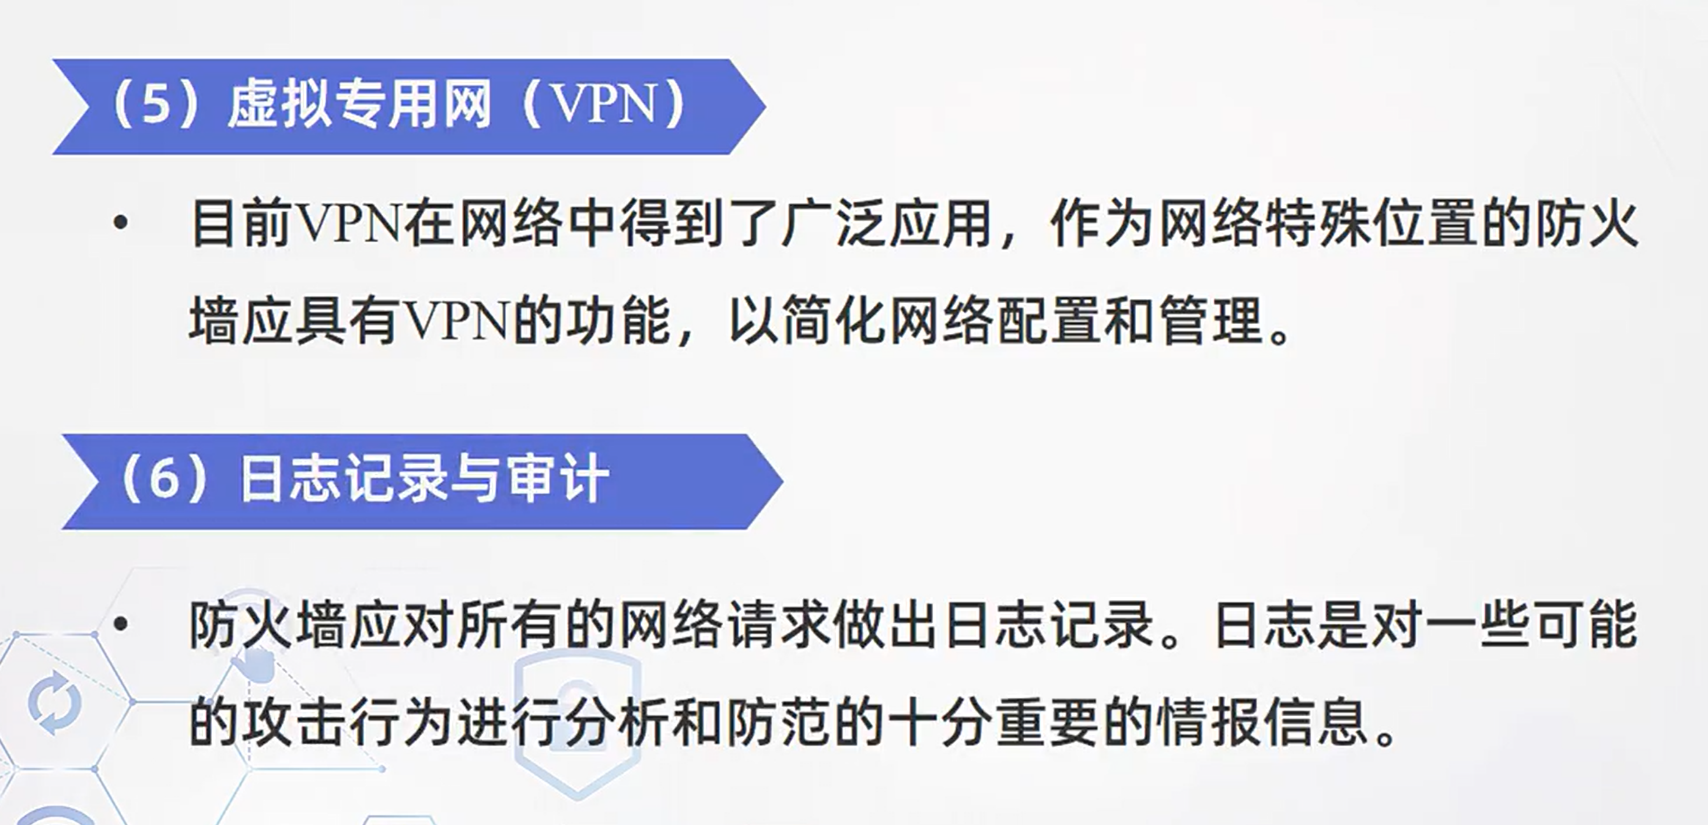 （5）虚拟专用网（VPN）
• 目前VPN在网络中得到了广泛应用，作为网络特殊位置的防火
墙应具有VPN的功能，以简化网络配置和管理。
（6）日志记录与审计
• 防火墙应对所有的网络请求做出日志记录。日志是对一些可能
的攻击行为进行分析和防范的十分重要的情报信息。